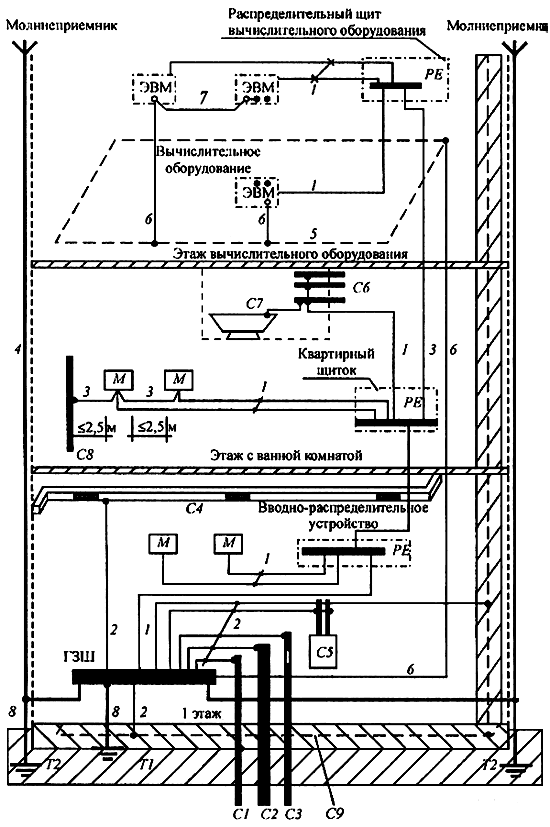 Молниеприемник
Распределительный щит
вычислительного оборудования
Молниеприемник
PE
ЭВМ
7
ЭВМ
1
Вычислительное
оборудование
ЭВМ
1
6
6
5
Этаж вычислительного оборудования
C7
C6
4
1
3
6
Квартирный
щиток
3
М
3
М
1
PE
≤2,5 м
≤2,5 м
C8
Этаж с ванной комнатой
C4
Вводно-распределительное
устройство
М
М
1
PE
2
1
2
C5
ГЗШ
6
8
8
2
1 этаж
T2
T1
T2
C1
C2
C3
C9